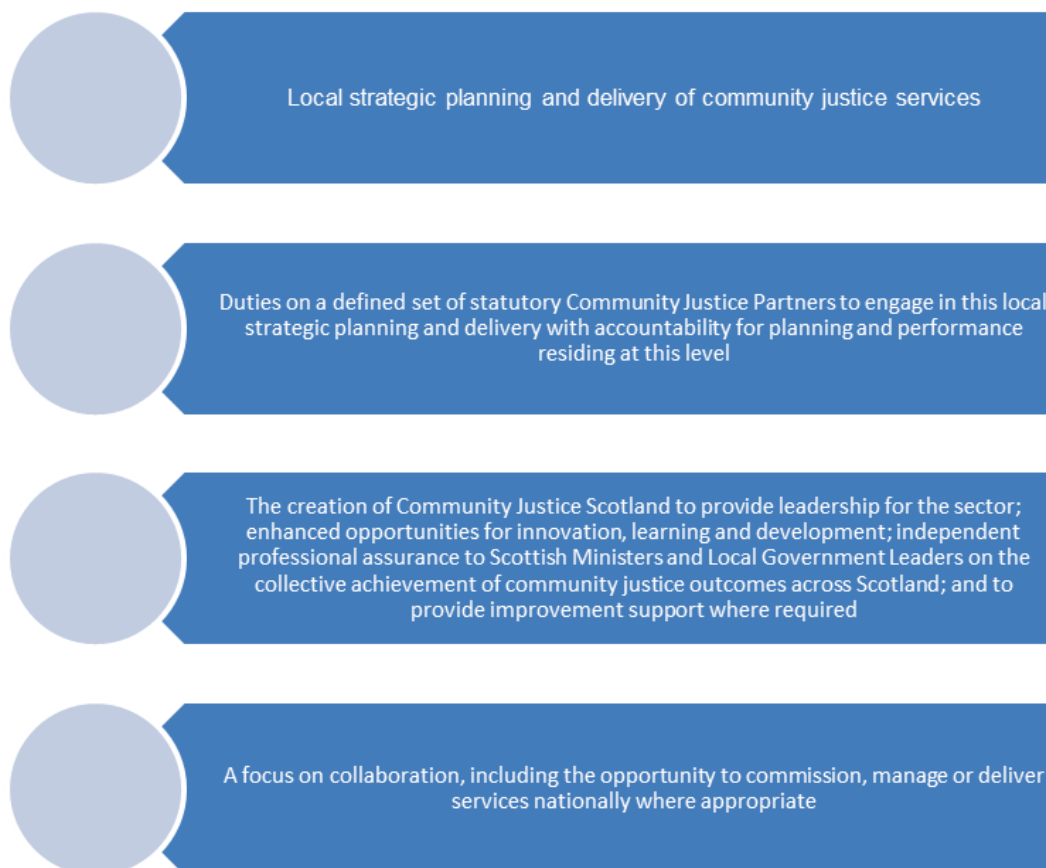 Local strategic planning and delivery of community justice services
Duties on a defined set of statutory Community Justice Partners to engage in this local
strategic planning and delivery with accountability for planning and performance
residing at this level
The creation of Community Justice Scotland to provide leadership for the sector;
enhanced opportunities for innovation, learning and development; independent
professional assurance to Scottish Ministers and Local Government Leaders on the
collective achievement of community justice outcomes across Scotland; and to
provide improvement support where required
A focus on collaboration, including the opportunity to commission, manage or deliver
services nationally where appropriate